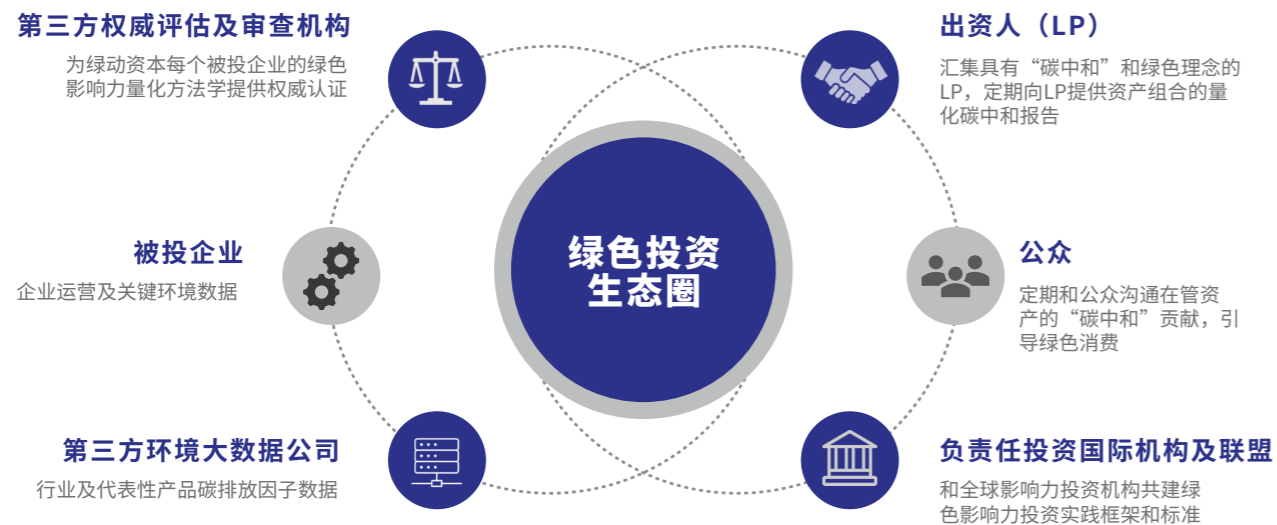 第三方权威评估及审查机构
为绿动资本每个被投企业的绿色
影响力量化方法学提供权威认证
被投企业
企业运营及关键环境数据
第三方环境大数据公司
行业及代表性产品碳排放因子数据
绿色投资
生态圈
出资人（LP）
汇集具有“碳中和”和绿色理念的
LP，定期向LP提供资产组合的量
化碳中和报告
公众
定期和公众沟通在管资
产的“碳中和”贡献，引
导绿色消费
负责任投资国际机构及联盟
和全球影响力投资机构共建绿
色影响力投资实践框架和标准